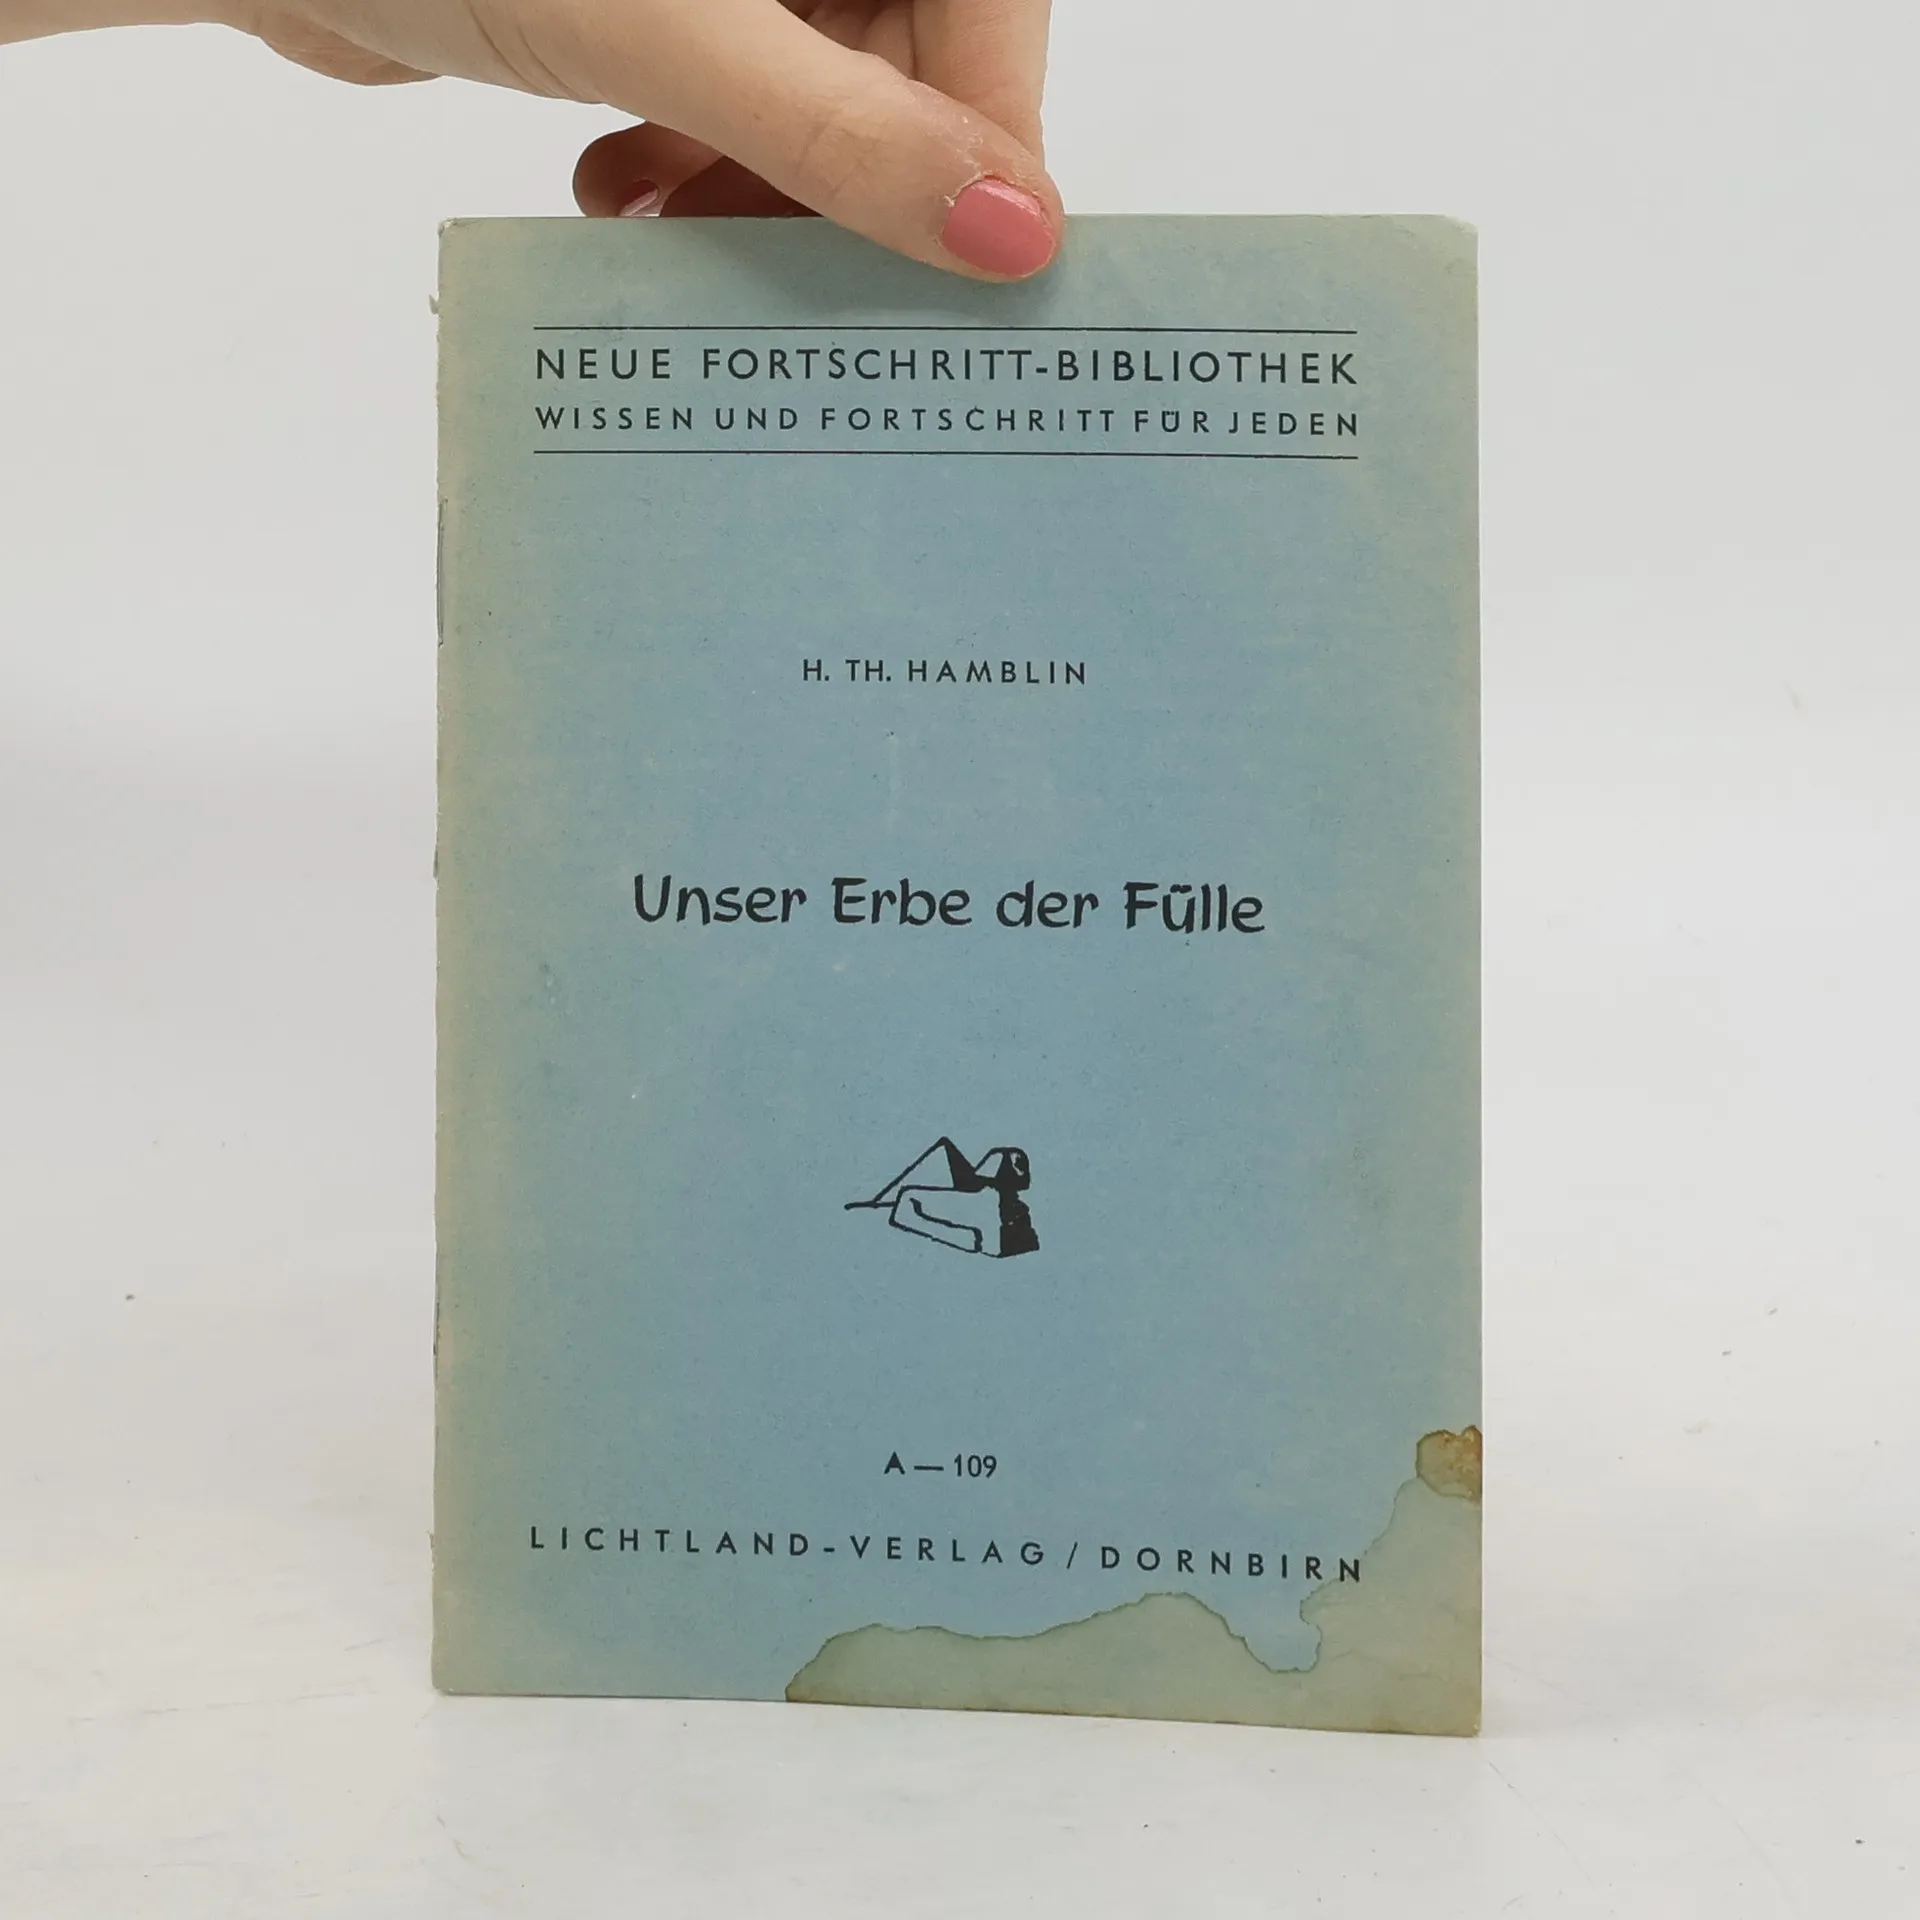 NEUE FORTSCHRITT-BIBLIOTHEK
WISSEN UND FORTSCHRITT FÜR JEDEN
H. TH. HAMBLIN
Unser Erbe der Fülle
A — 109
LICHTLAND-VERLAG / DORNBIRN